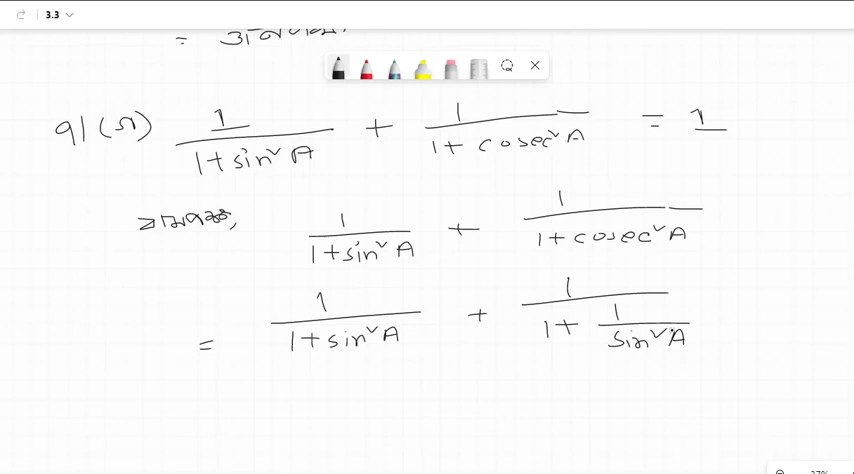 3.3
= 
৭। (ঘ) 1/(1+sin²A) + 1/(1+cosec²A) = 1
বামপক্ষ, 1/(1+sin²A) + 1/(1+cosec²A)
= 1/(1+sin²A) + 1/(1+1/sin²A)